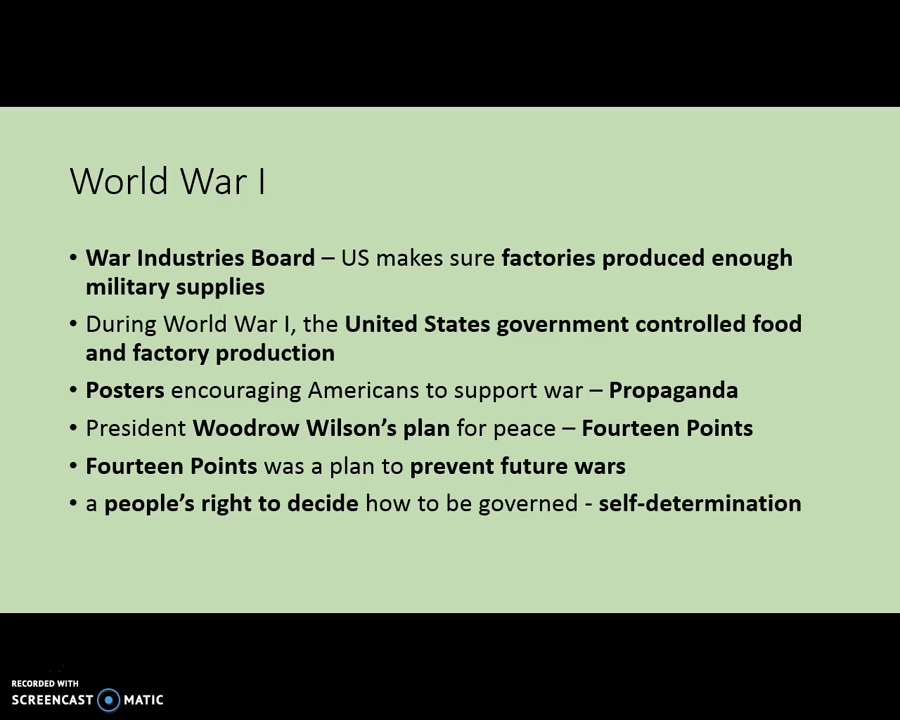 World War I
• War Industries Board – US makes sure factories produced enough
military supplies
• During World War I, the United States government controlled food
and factory production
• Posters encouraging Americans to support war – Propaganda
• President Woodrow Wilson’s plan for peace – Fourteen Points
• Fourteen Points was a plan to prevent future wars
• a people’s right to decide how to be governed - self-determination
RECORDED WITH
SCREENCAST MATIC